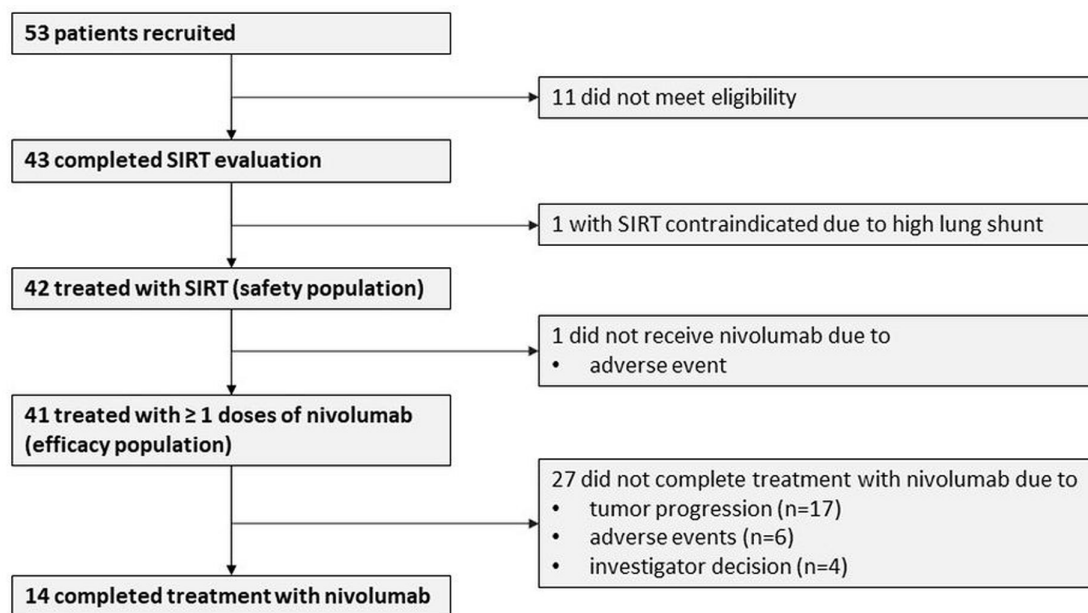 53 patients recruited
11 did not meet eligibility
43 completed SIRT evaluation
1 with SIRT contraindicated due to high lung shunt
42 treated with SIRT (safety population)
1 did not receive nivolumab due to
• adverse event
41 treated with ≥ 1 doses of nivolumab
(efficacy population)
27 did not complete treatment with nivolumab due to
• tumor progression (n=17)
• adverse events (n=6)
• investigator decision (n=4)
14 completed treatment with nivolumab